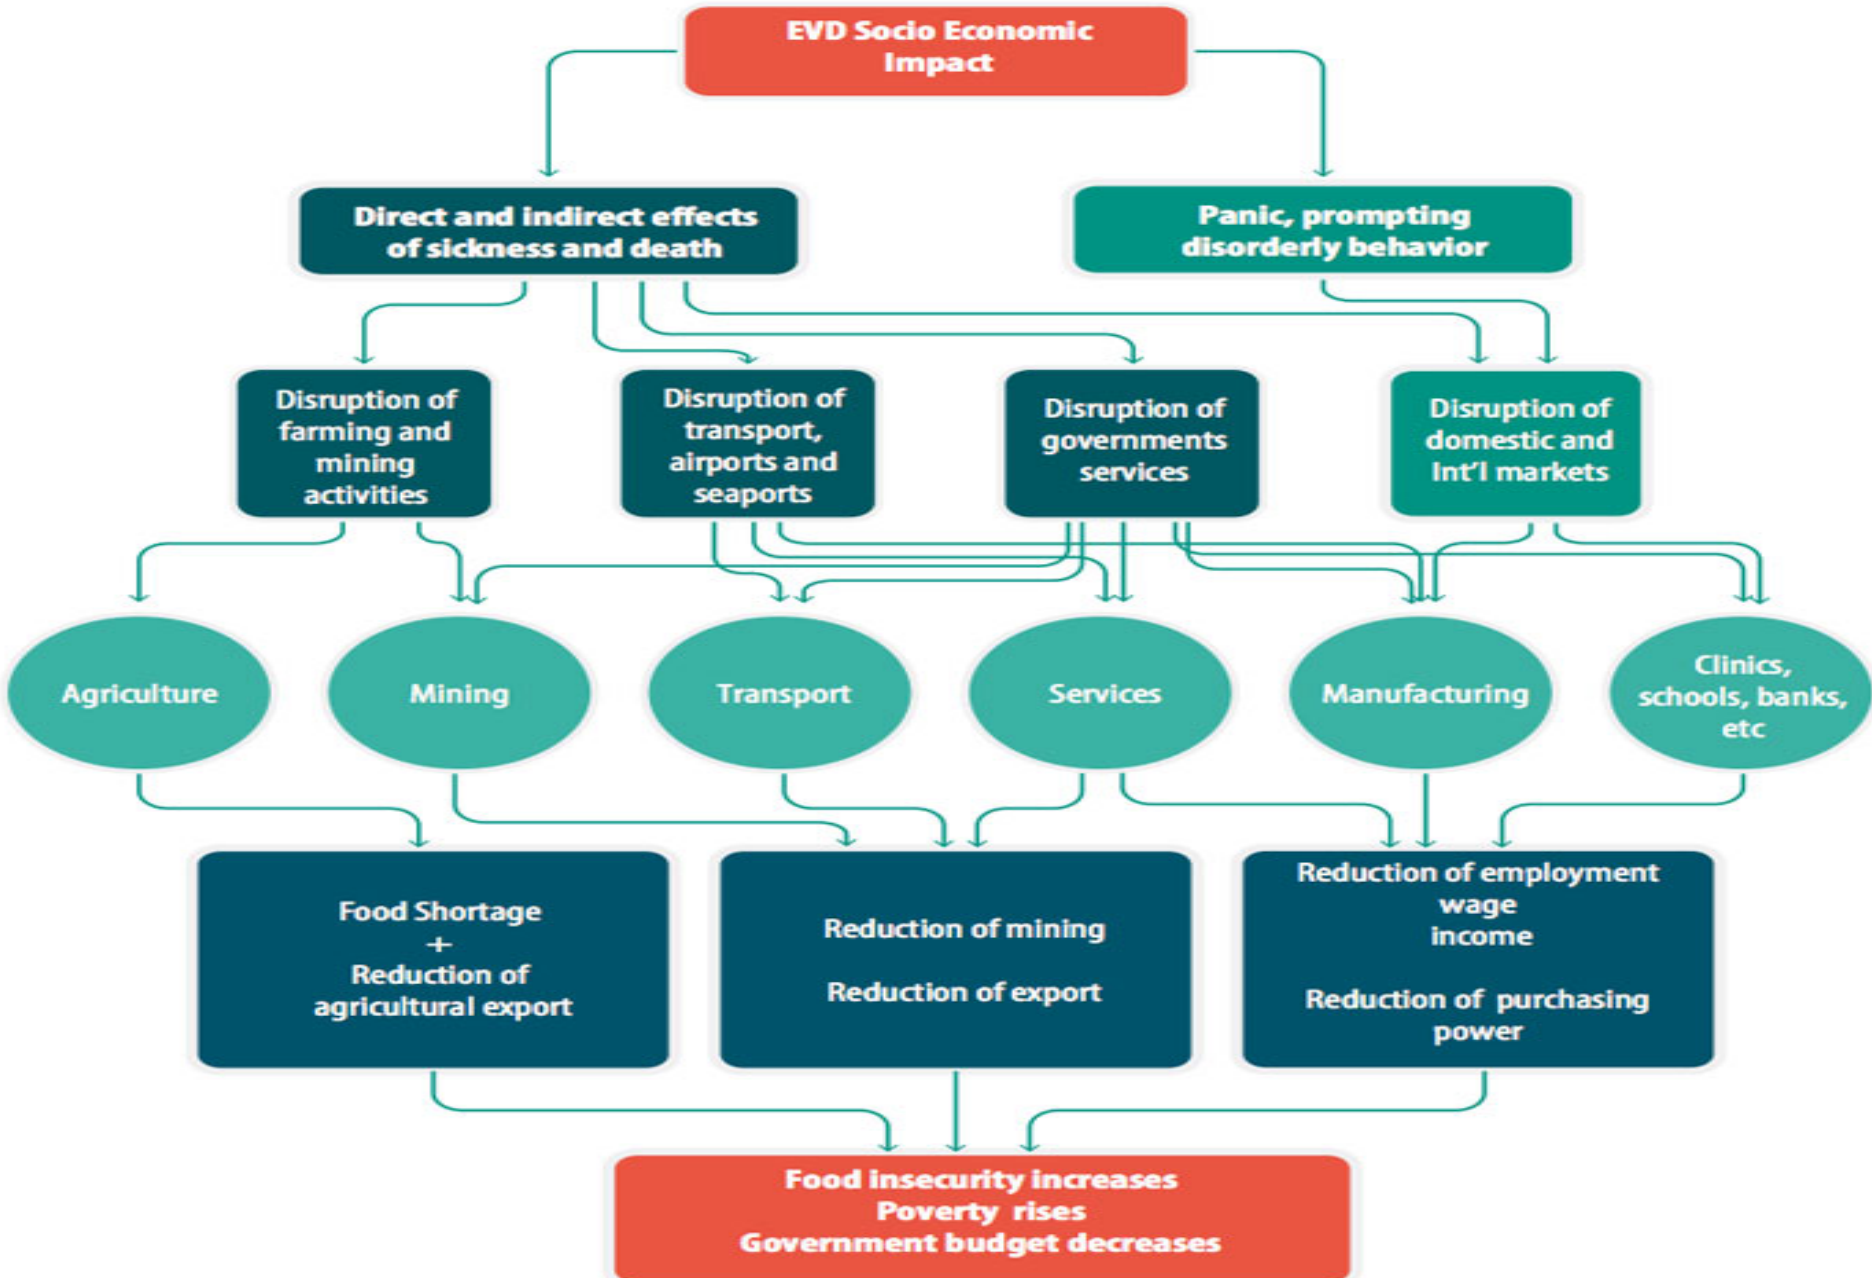 EVD Socio Economic
Impact
Direct and indirect effects
of sickness and death
Panic, prompting
disorderly behavior
Disruption of
farming and
mining
activities
Disruption of
transport,
airports and
seaports
Disruption of
governments
services
Disruption of
domestic and
Int'l markets
Agriculture
Mining
Transport
Services
Manufacturing
Clinics,
schools, banks,
etc
Food Shortage
+
Reduction of
agricultural export
Reduction of mining
Reduction of export
Reduction of employment
wage
income
Reduction of purchasing
power
Food insecurity increases
Poverty rises
Government budget decreases